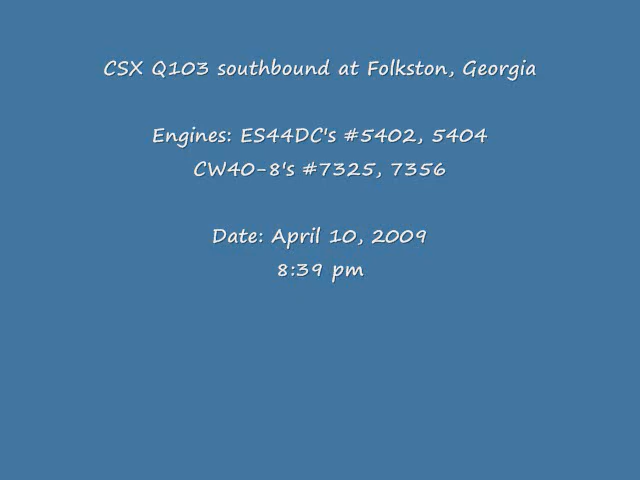 CSX Q103 southbound at Folkston, Georgia
Engines: ES44DC's #5402, 5404
CW40-8's #7325, 7356
Date: April 10, 2009
8:39 pm